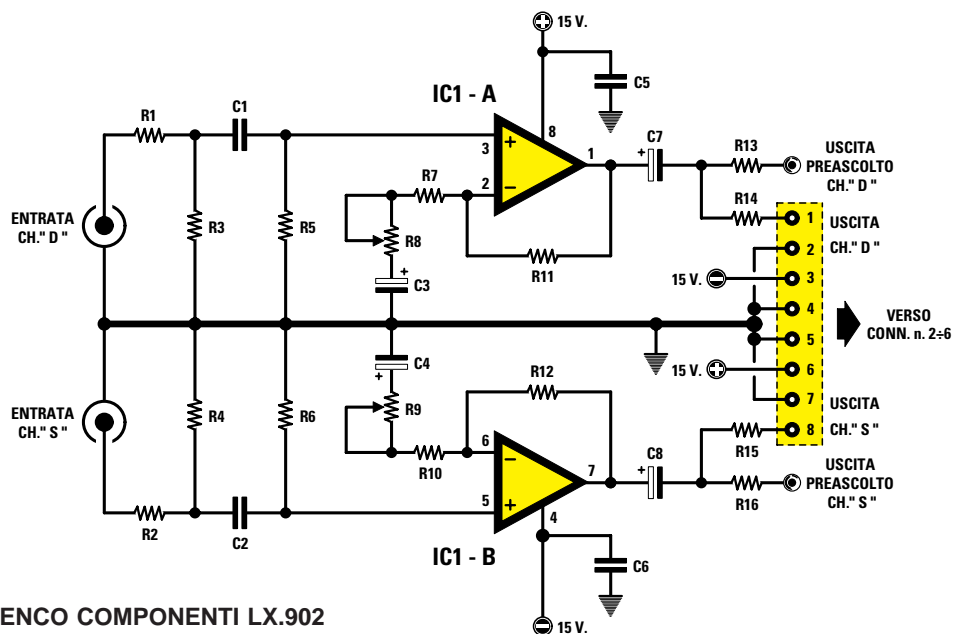 15 V.
C5
IC1 - A
8
R1
C1
3
+
1
C7
+
R13
USCITA
PREASCOLTO
CH." D "
R7
2
−
R14
1
USCITA
ENTRATA
CH." D "
R3
R5
R8
R11
2
CH." D "
+
C3
15 V.
3
4
VERSO
CONN. n. 2÷6
5
C4
+
R12
15 V.
6
ENTRATA
CH." S "
R4
R6
R9
7
USCITA
R10
6
−
8
CH." S "
C8
+
R15
7
USCITA
PREASCOLTO
CH." S "
R16
5
+
4
R2
C2
IC1 - B
C6
ENCO COMPONENTI LX.902
15 V.